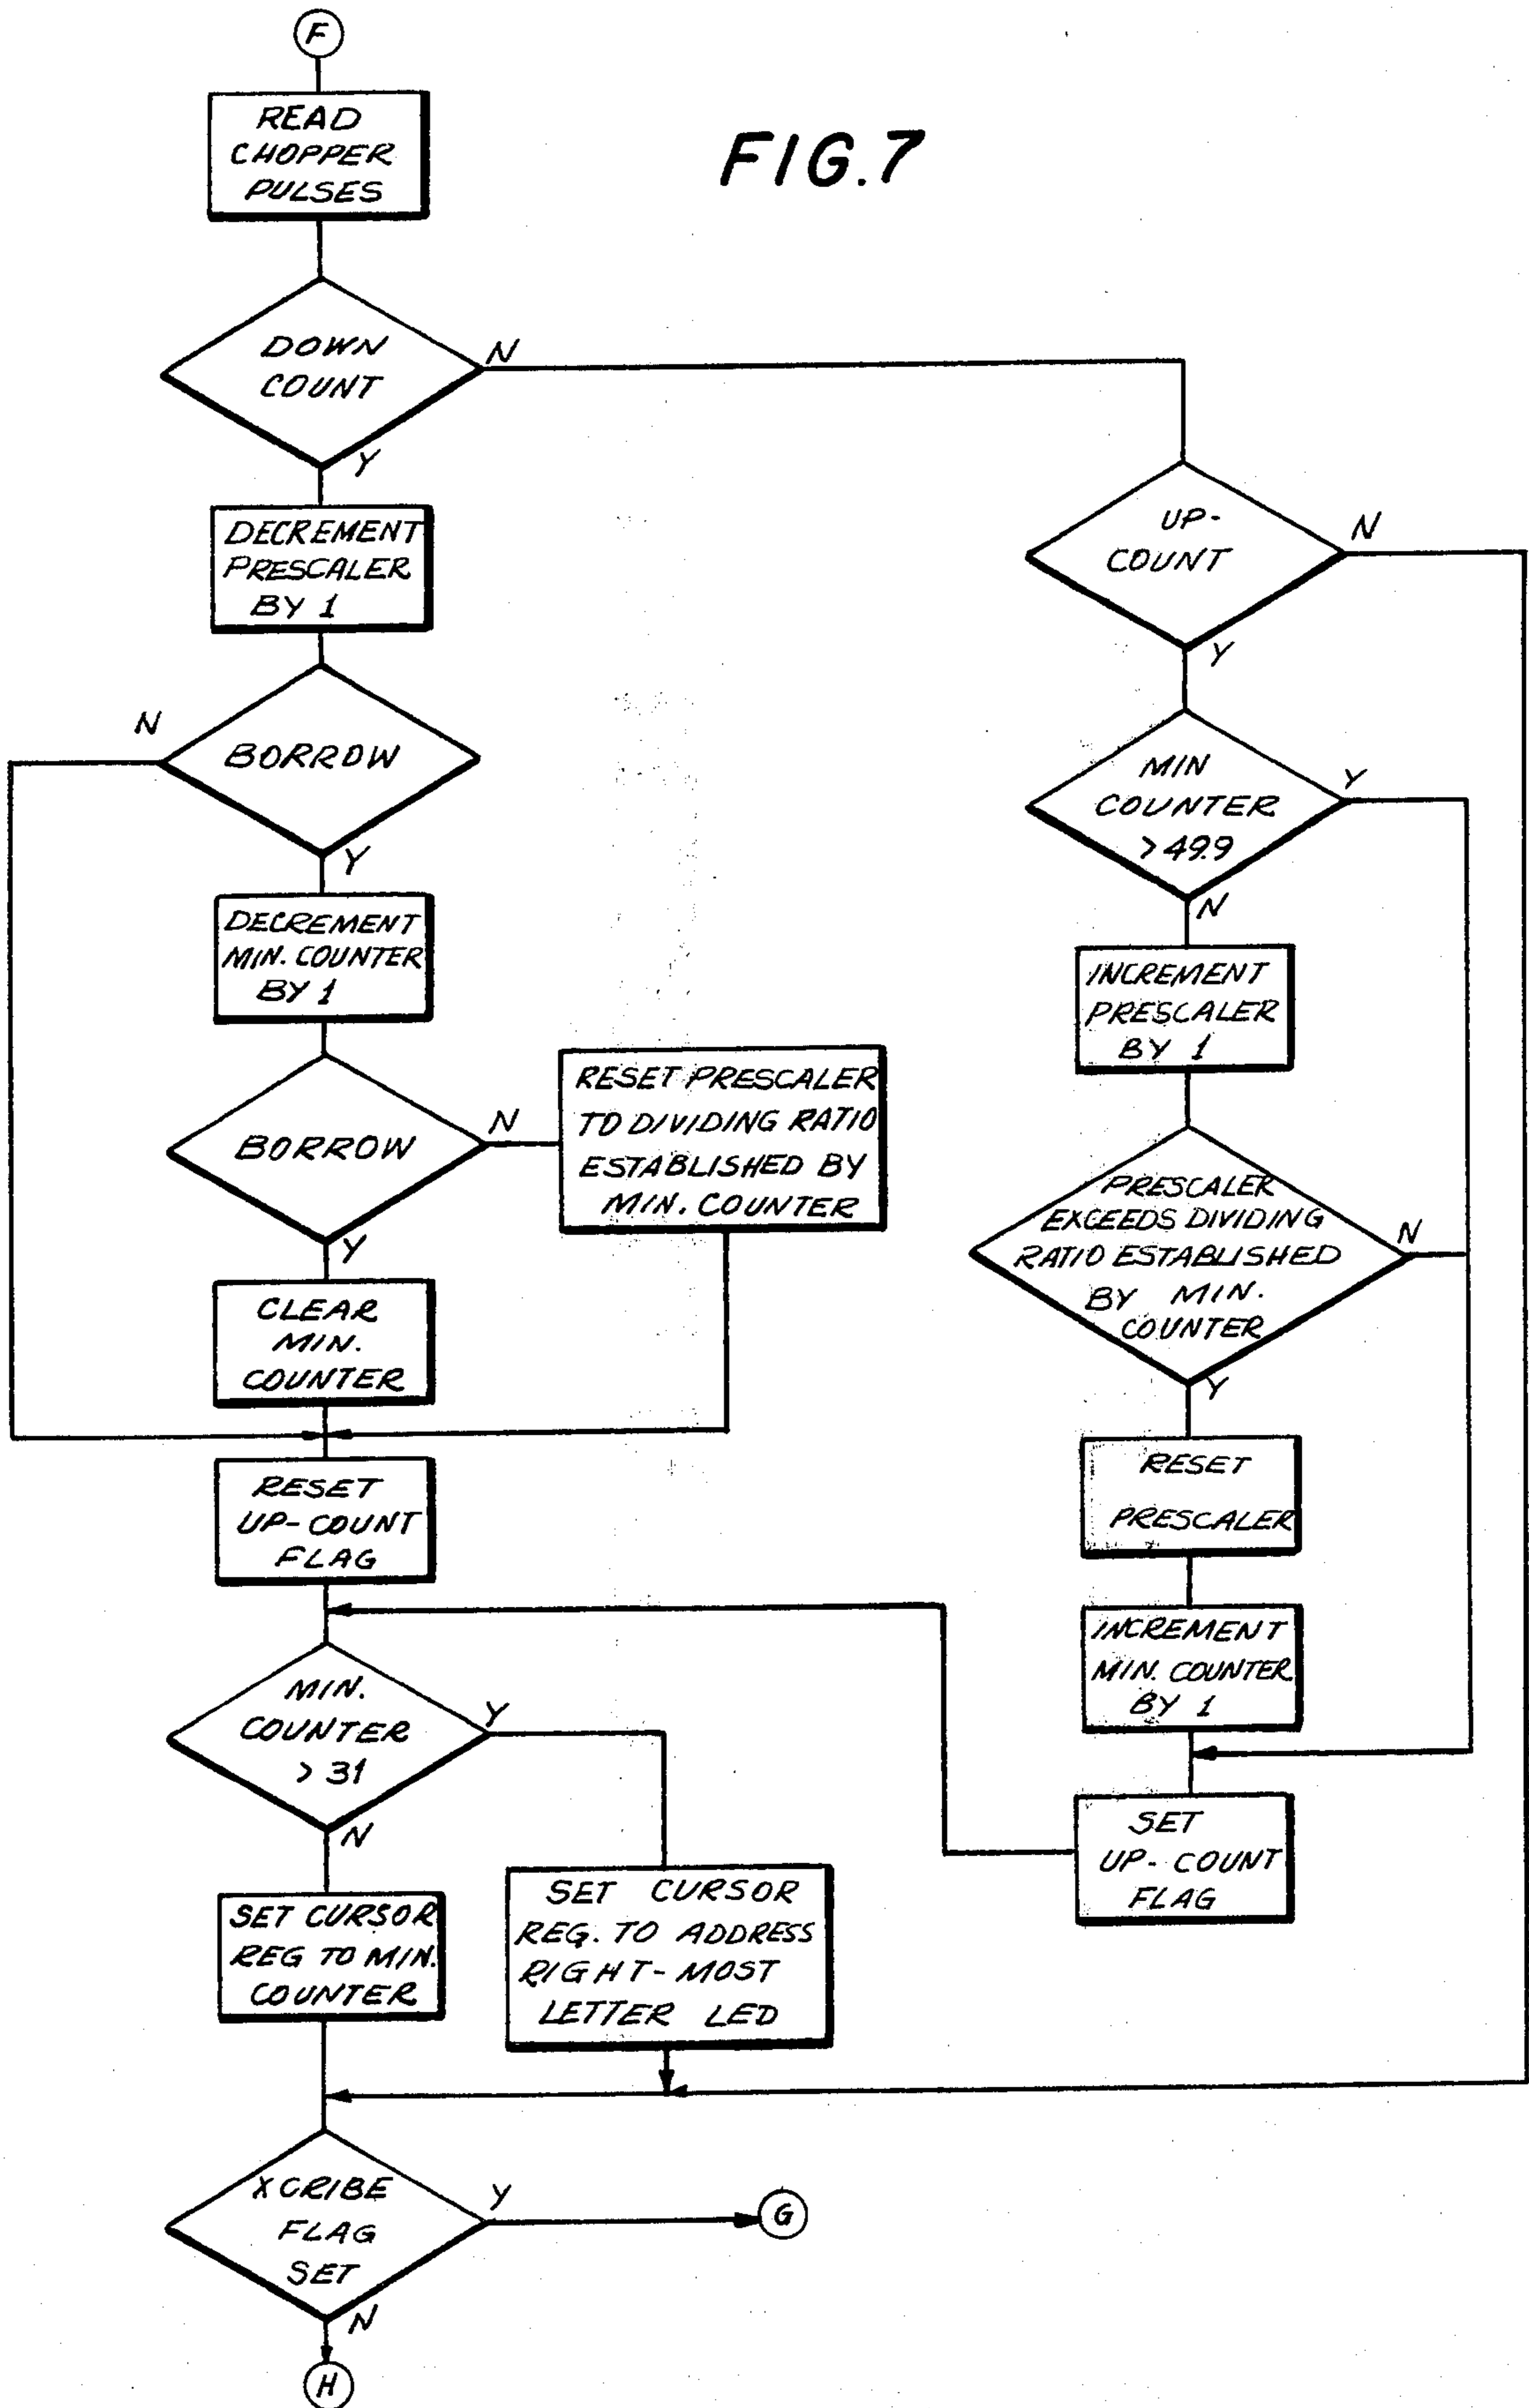 F
READ
CHOPPER
PULSES
FIG.7
DOWN
COUNT
N
Y
DECREMENT
PRESCALER
BY 1
BORROW
N
Y
DECREMENT
MIN. COUNTER
BY 1
BORROW
N
Y
RESET PRESCALER
TO DIVIDING RATIO
ESTABLISHED BY
MIN. COUNTER
CLEAR
MIN.
COUNTER
RESET
UP-COUNT
FLAG
MIN.
COUNTER
> 31
Y
N
SET CURSOR
REG TO MIN.
COUNTER
SET CURSOR
REG. TO ADDRESS
RIGHT-MOST
LETTER LED
XCRIBE
FLAG
SET
Y
G
N
H
UP-
COUNT
N
Y
MIN
COUNTER
> 49.9
Y
N
INCREMENT
PRESCALER
BY 1
PRESCALER
EXCEEDS DIVIDING
RATIO ESTABLISHED
BY MIN.
COUNTER
N
Y
RESET
PRESCALER
INCREMENT
MIN. COUNTER
BY 1
SET
UP-COUNT
FLAG